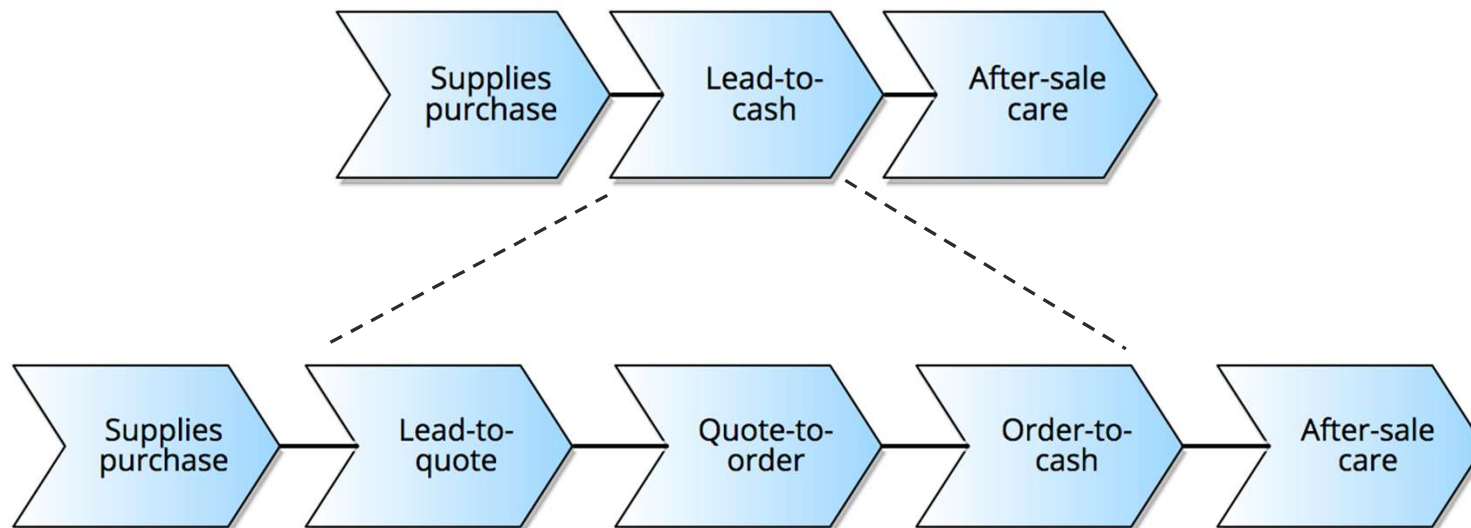 Supplies
purchase
Lead-to-
cash
After-sale
care
Supplies
purchase
Lead-to-
quote
Quote-to-
order
Order-to-
cash
After-sale
care